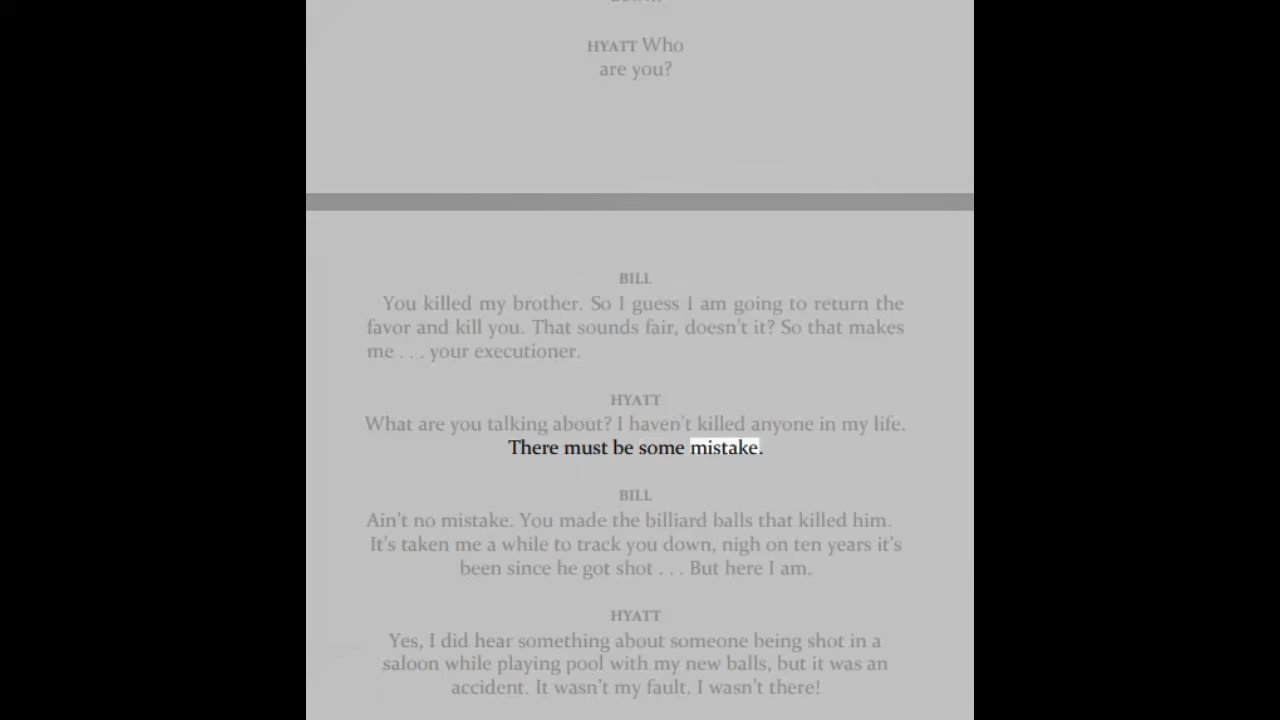 HYATT Who
are you?
BILL
You killed my brother. So I guess I am going to return the
favor and kill you. That sounds fair, doesn't it? So that makes
me . . . your executioner.
HYATT
What are you talking about? I haven't killed anyone in my life.
There must be some mistake.
BILL
Ain't no mistake. You made the billiard balls that killed him.
It's taken me a while to track you down, nigh on ten years it's
been since he got shot . . . But here I am.
HYATT
Yes, I did hear something about someone being shot in a
saloon while playing pool with my new balls, but it was an
accident. It wasn't my fault. I wasn't there!